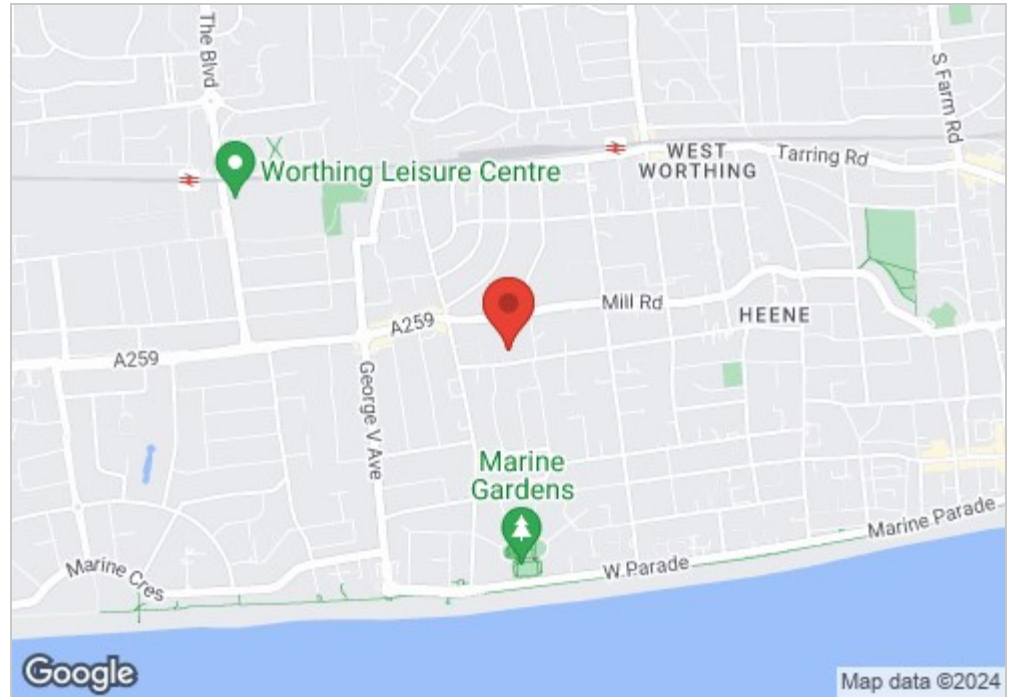 The Blvd
S Farm Rd
Worthing Leisure Centre
WEST
WORTHING
Tarring Rd
Mill Rd
HEENE
A259
A259
George V Ave
Marine
Gardens
Marine Parade
W.Parade
Marine Cres
Google
Map data ©2024